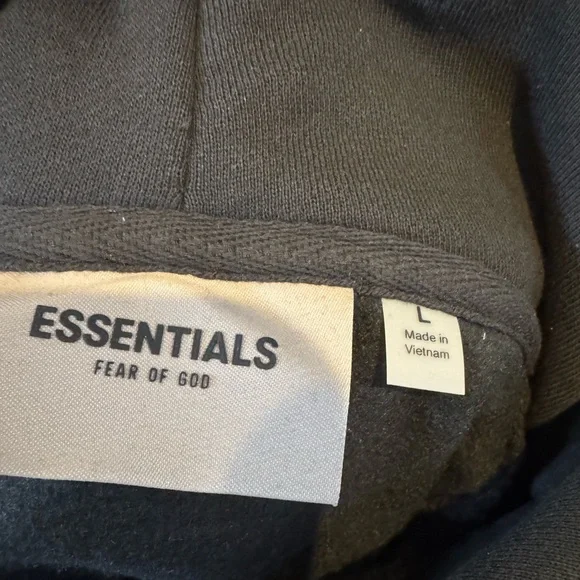 ESSENTIALS
FEAR OF GOD
L
Made in
Vietnam